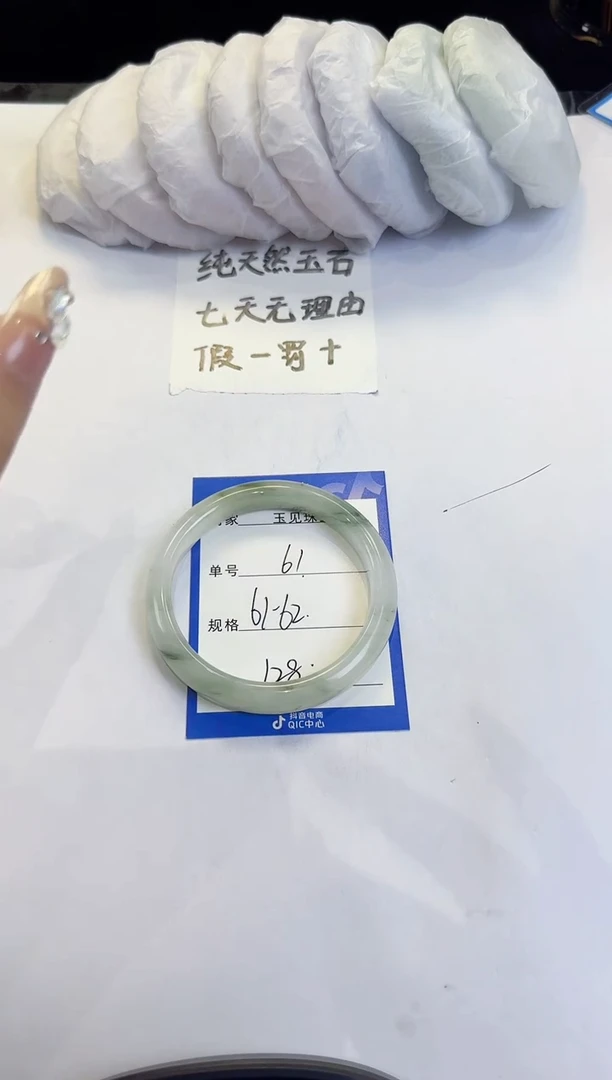 纯天然玉石
七天无理由
假一罚十
家 玉见珠
单号 61
规格 61-62
128
抖音电商
QIC中心